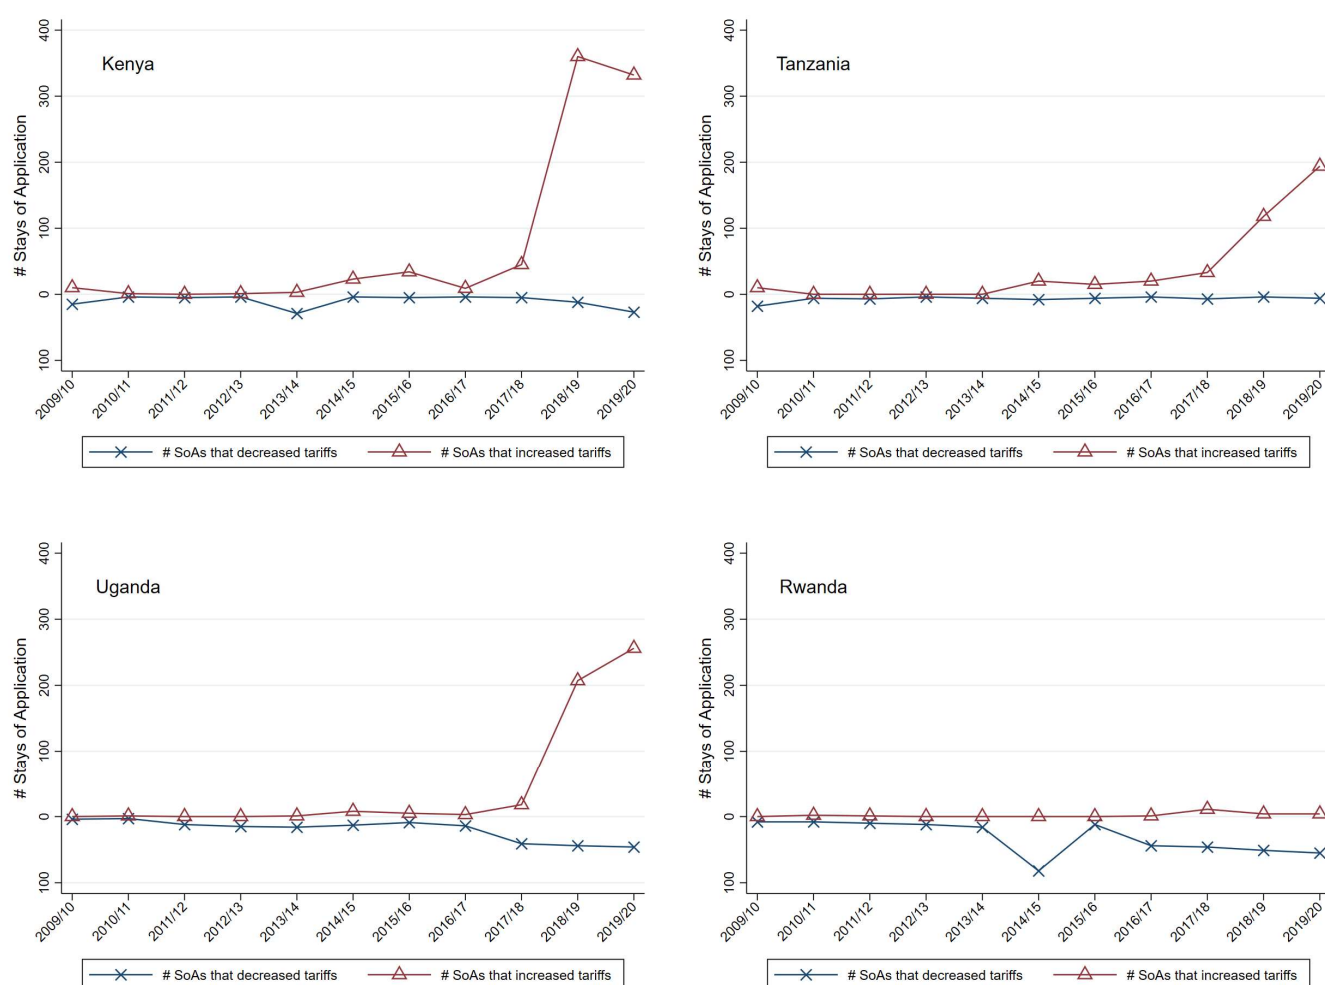 Kenya
# Stays of Application
400
300
200
100
0
100
2009/10 2010/11 2011/12 2012/13 2013/14 2014/15 2015/16 2016/17 2017/18 2018/19 2019/20
# SoAs that decreased tariffs # SoAs that increased tariffs
Tanzania
# Stays of Application
400
300
200
100
0
100
2009/10 2010/11 2011/12 2012/13 2013/14 2014/15 2015/16 2016/17 2017/18 2018/19 2019/20
# SoAs that decreased tariffs # SoAs that increased tariffs
Uganda
# Stays of Application
400
300
200
100
0
100
2009/10 2010/11 2011/12 2012/13 2013/14 2014/15 2015/16 2016/17 2017/18 2018/19 2019/20
# SoAs that decreased tariffs # SoAs that increased tariffs
Rwanda
# Stays of Application
400
300
200
100
0
100
2009/10 2010/11 2011/12 2012/13 2013/14 2014/15 2015/16 2016/17 2017/18 2018/19 2019/20
# SoAs that decreased tariffs # SoAs that increased tariffs